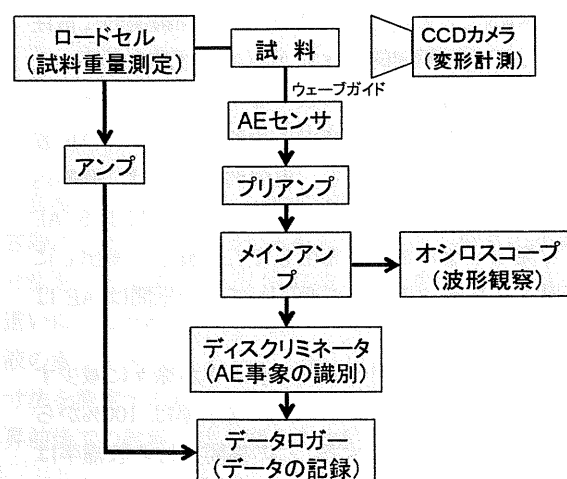 ロードセル
(試料重量測定)
試 料
CCDカメラ
(変形計測)
ウェーブガイド
AEセンサ
アンプ
プリアンプ
メインアン
プ
オシロスコープ
(波形観察)
ディスクリミネータ
(AE事象の識別)
データロガー
(データの記録)